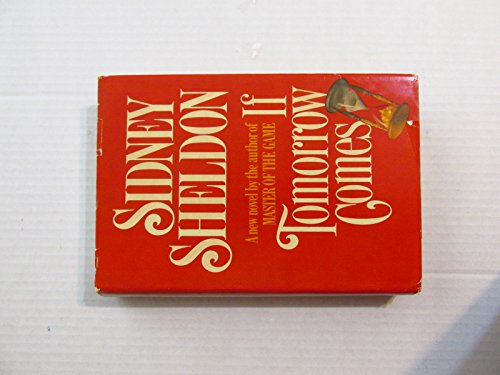 SIDNEY
SHELDON
A new novel by the author of
MASTER OF THE GAME
If
Tomorrow
Comes